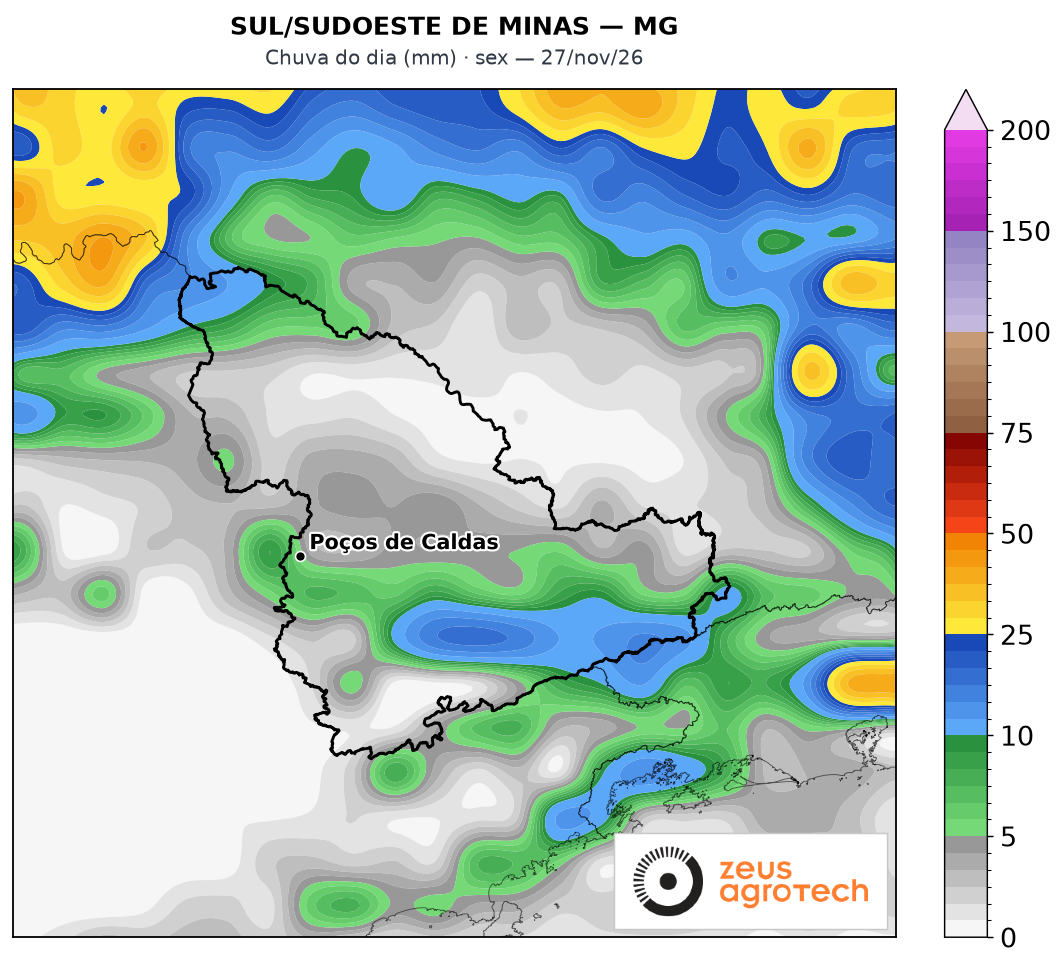 SUL/SUDOESTE DE MINAS — MG
Chuva do dia (mm) · sex — 27/nov/26
200
150
100
75
50
25
10
5
0
Poços de Caldas
zeus
agrotech